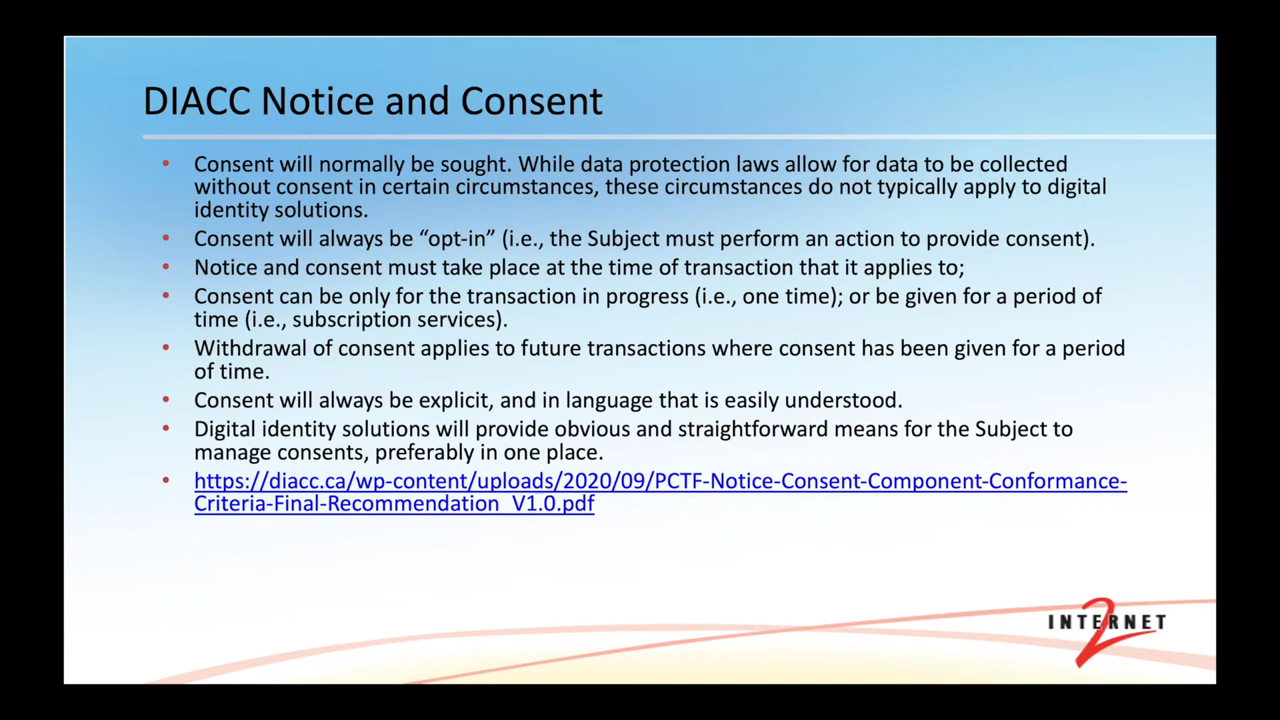 DIACC Notice and Consent
• Consent will normally be sought. While data protection laws allow for data to be collected
without consent in certain circumstances, these circumstances do not typically apply to digital
identity solutions.
• Consent will always be “opt-in” (i.e., the Subject must perform an action to provide consent).
• Notice and consent must take place at the time of transaction that it applies to;
• Consent can be only for the transaction in progress (i.e., one time); or be given for a period of
time (i.e., subscription services).
• Withdrawal of consent applies to future transactions where consent has been given for a period
of time.
• Consent will always be explicit, and in language that is easily understood.
• Digital identity solutions will provide obvious and straightforward means for the Subject to
manage consents, preferably in one place.
• https://diacc.ca/wp-content/uploads/2020/09/PCTF-Notice-Consent-Component-Conformance-
Criteria-Final-Recommendation_V1.0.pdf
INTERNET
2